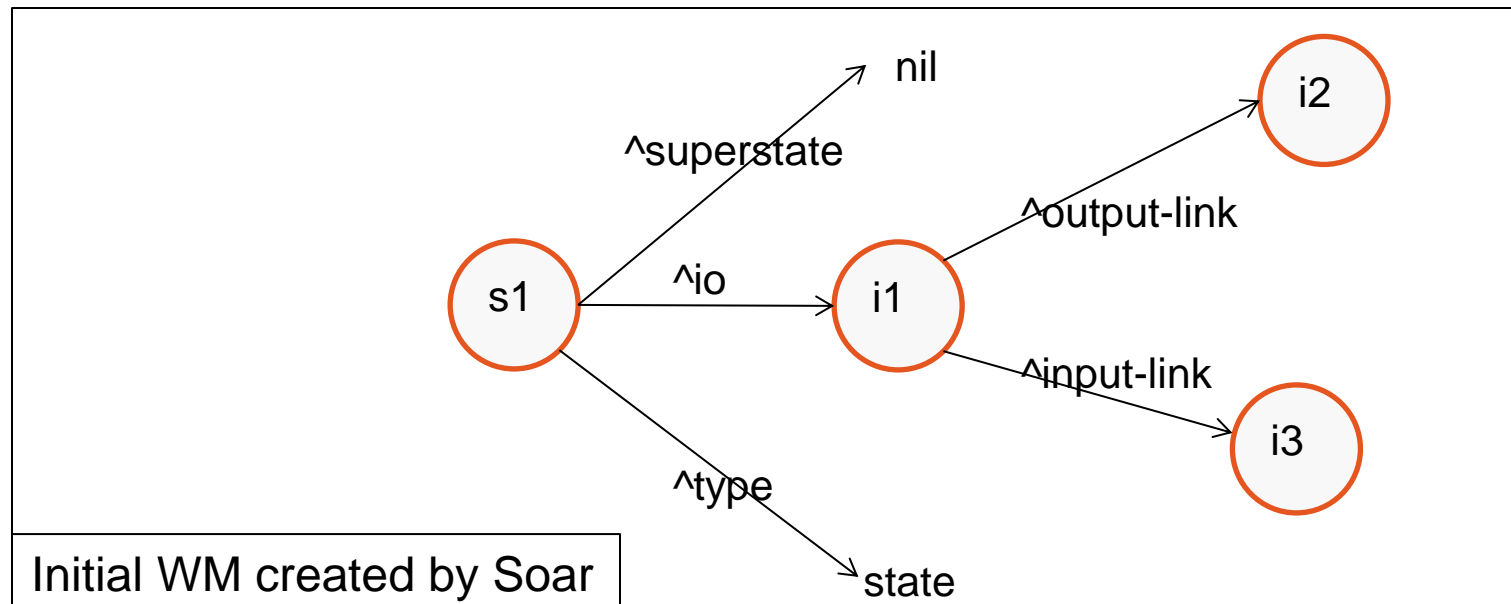 nil
i2
^superstate
^output-link
^io
s1
i1
^input-link
i3
^type
Initial WM created by Soar
state